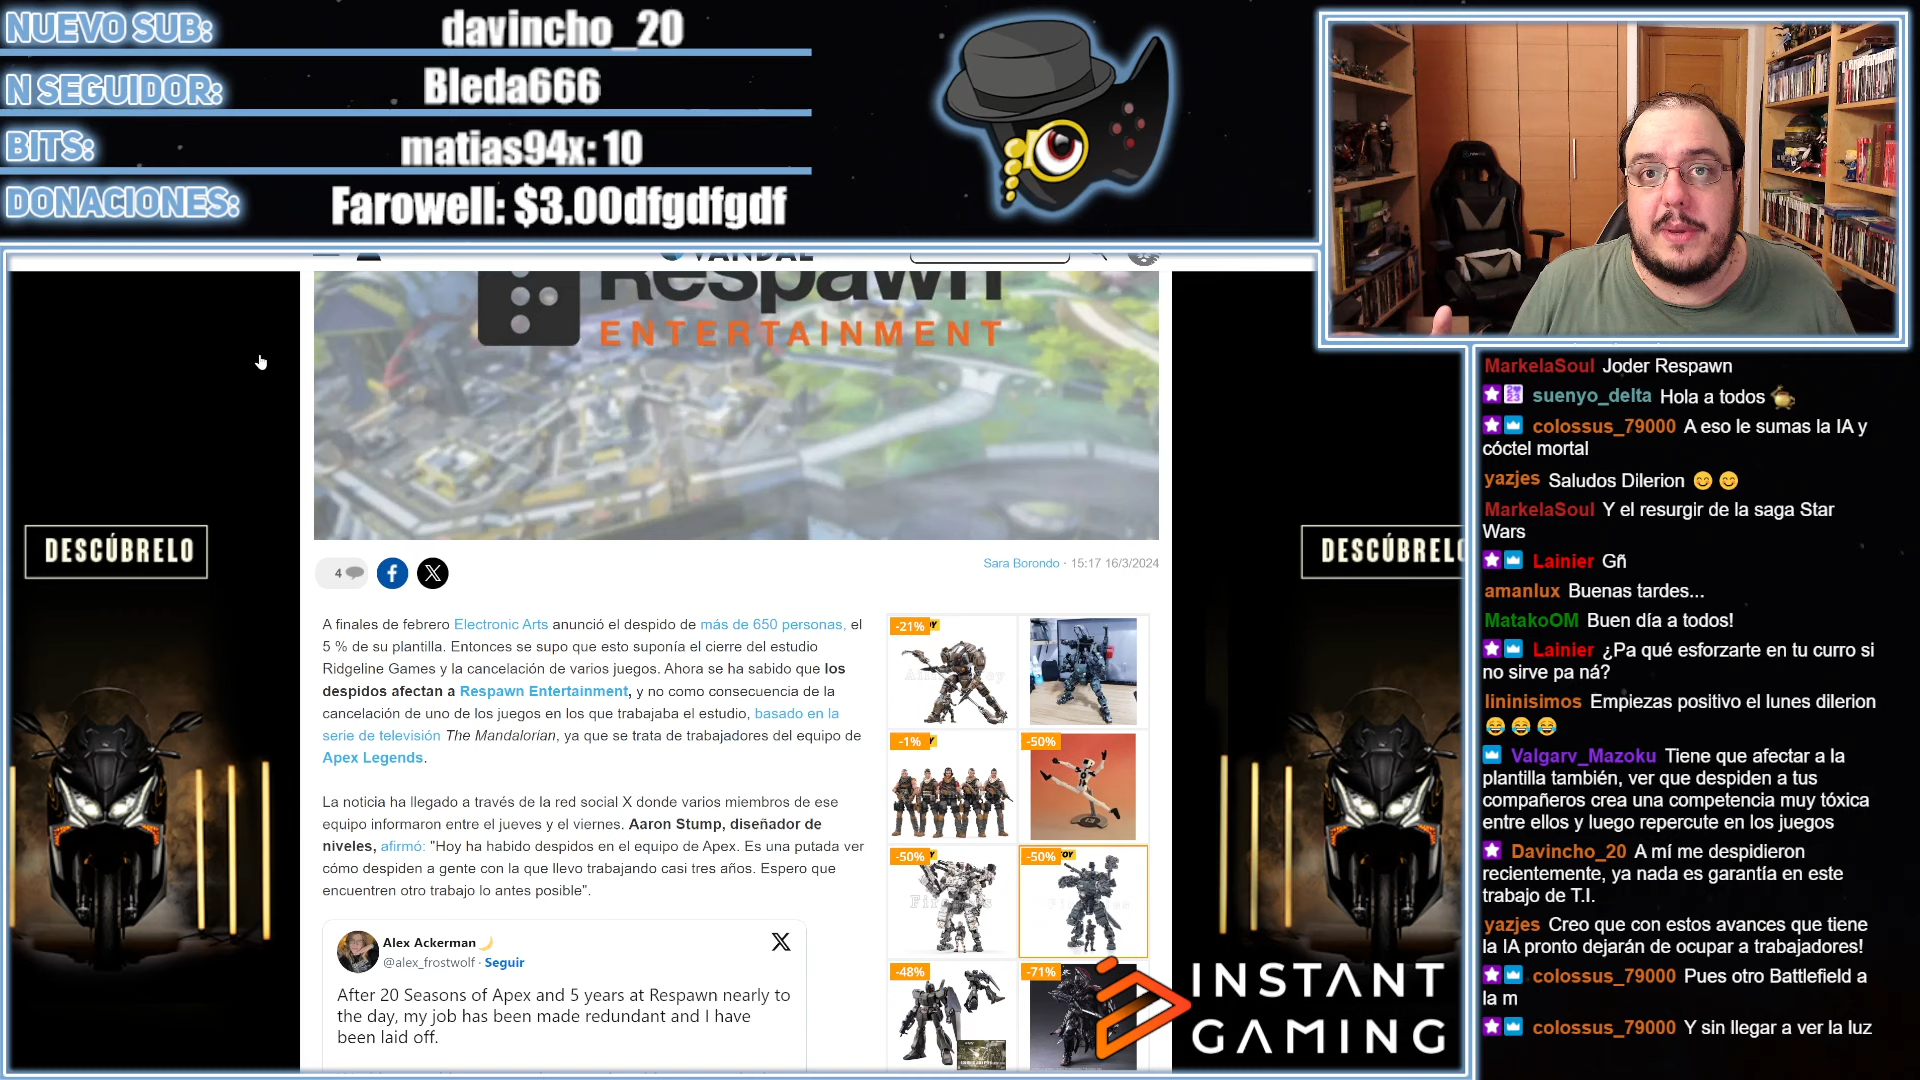 NUEVO SUB:
davincho_20
N SEGUIDOR:
Bleda666
BITS:
matias94x: 10
DONACIONES:
Farowell: $3.00dfgdfgdf
VANDAL
Respawn
ENTERTAINMENT
DESCÚBRELO
4
Sara Borondo · 15:17 16/3/2024
A finales de febrero Electronic Arts anunció el despido de más de 650 personas, el
5 % de su plantilla. Entonces se supo que esto suponía el cierre del estudio
Ridgeline Games y la cancelación de varios juegos. Ahora se ha sabido que los
despidos afectan a Respawn Entertainment, y no como consecuencia de la
cancelación de uno de los juegos en los que trabajaba el estudio, basado en la
serie de televisión The Mandalorian, ya que se trata de trabajadores del equipo de
Apex Legends.
La noticia ha llegado a través de la red social X donde varios miembros de ese
equipo informaron entre el jueves y el viernes. Aaron Stump, diseñador de
niveles, afirmó: "Hoy ha habido despidos en el equipo de Apex. Es una putada ver
cómo despiden a gente con la que llevo trabajando casi tres años. Espero que
encuentren otro trabajo lo antes posible".
Alex Ackerman🌙
@alex_frostwolf · Seguir
After 20 Seasons of Apex and 5 years at Respawn nearly to
the day, my job has been made redundant and I have
been laid off.
-21%
-1%
-50%
-50%
-50%
-48%
-71%
DESCÚBRELO
INSTANT
GAMING
MarkelaSoul Joder Respawn
suenyo_delta Hola a todos
colossus_79000 A eso le sumas la IA y
cóctel mortal
yazjes Saludos Dilerion 😊 😊
MarkelaSoul Y el resurgir de la saga Star
Wars
Lainier Gñ
amanlux Buenas tardes...
MatakoOM Buen día a todos!
Lainier ¿Pa qué esforzarte en tu curro si
no sirve pa ná?
lininisimos Empiezas positivo el lunes dilerion
😂 😂 😂
Valgarv_Mazoku Tiene que afectar a la
plantilla también, ver que despiden a tus
compañeros crea una competencia muy tóxica
entre ellos y luego repercute en los juegos
Davincho_20 A mí me despidieron
recientemente, ya nada es garantía en este
trabajo de T.I.
yazjes Creo que con estos avances que tiene
la IA pronto dejarán de ocupar a trabajadores!
colossus_79000 Pues otro Battlefield a
la m
colossus_79000 Y sin llegar a ver la luz